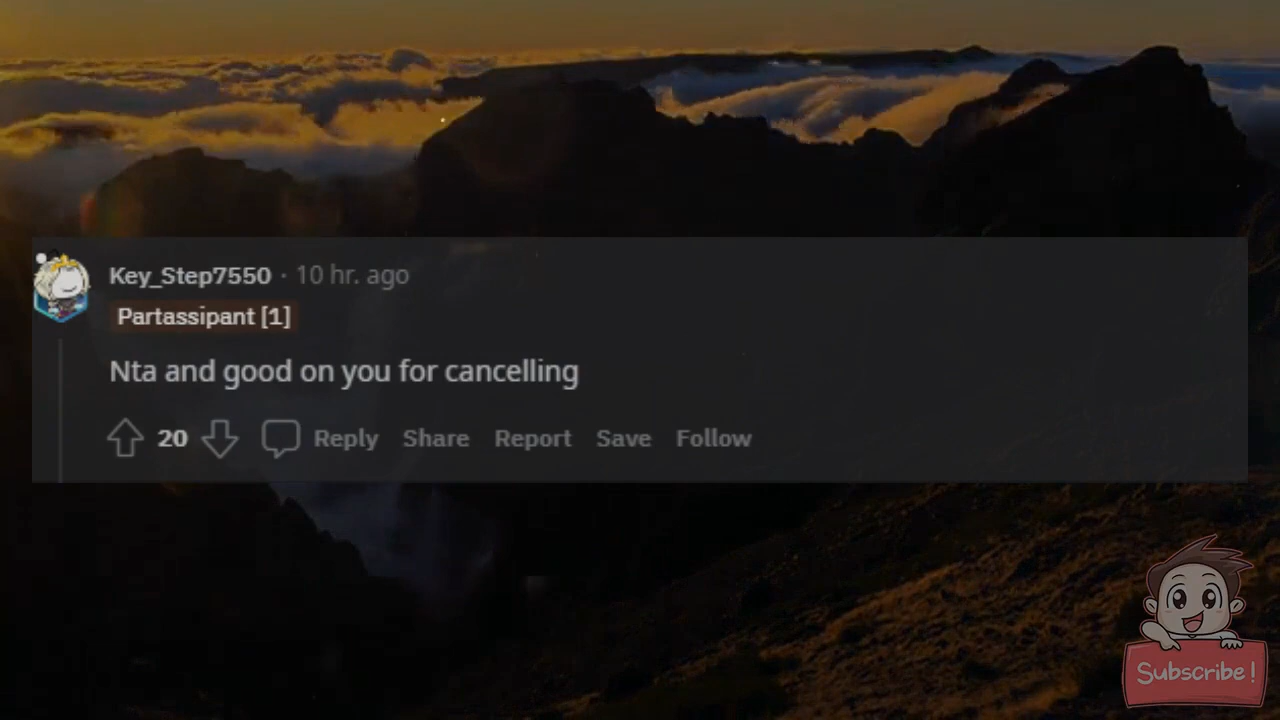 Key_Step7550 · 10 hr. ago
Partassipant [1]
Nta and good on you for cancelling
20 Reply Share Report Save Follow
Subscribe!